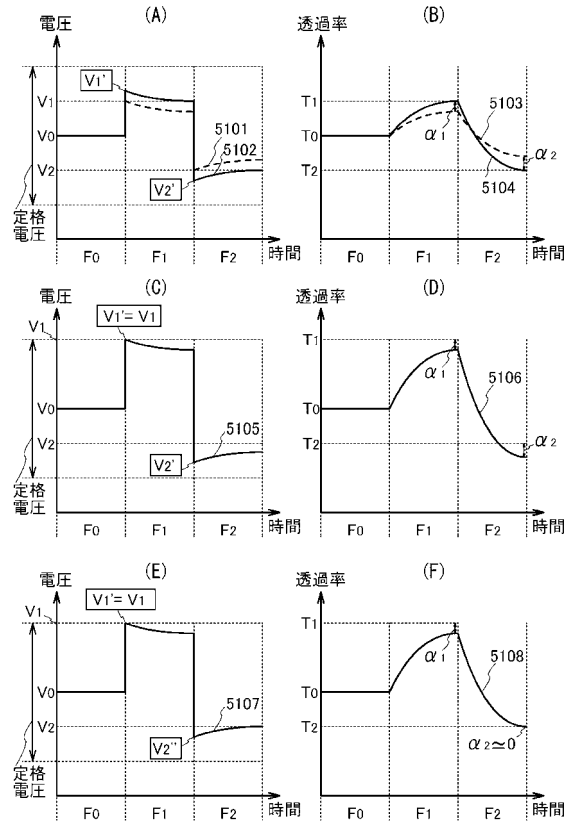 (A)
電圧
V1'
V1
V0
V2
5101
5102
V2'
定格
電圧
F0
F1
F2
時間
(B)
透過率
T1
T0
T2
α1
5103
α2
5104
F0
F1
F2
時間
(C)
電圧
V1
V1'=V1
V0
V2
5105
V2'
定格
電圧
F0
F1
F2
時間
(D)
透過率
T1
α1
5106
T0
T2
α2
F0
F1
F2
時間
(E)
電圧
V1
V1'=V1
V0
V2
5107
V2''
定格
電圧
F0
F1
F2
時間
(F)
透過率
T1
α1
5108
T0
T2
α2≃0
F0
F1
F2
時間